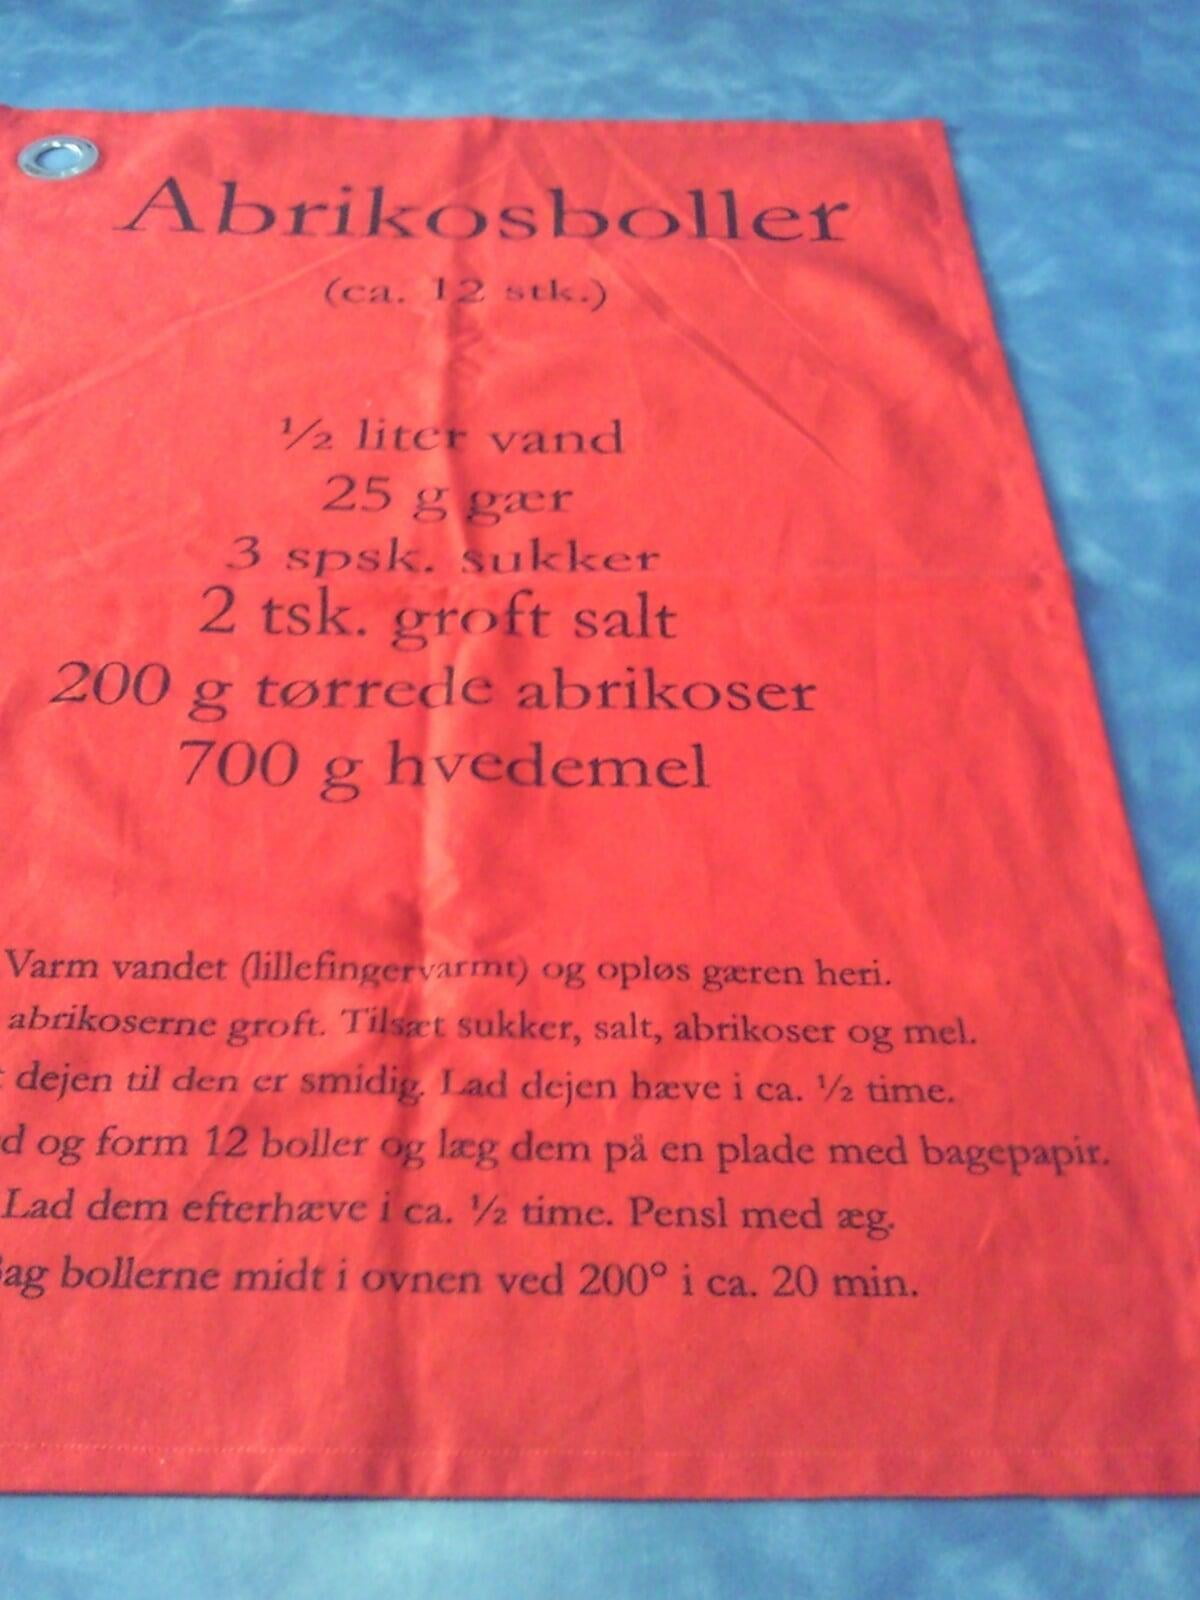 Abrikosboller
(ca. 12 stk.)
½ liter vand
25 g gær
3 spsk. sukker
2 tsk. groft salt
200 g tørrede abrikoser
700 g hvedemel
Varm vandet (lillefingervarmt) og opløs gæren heri.
abrikoserne groft. Tilsæt sukker, salt, abrikoser og mel.
dejen til den er smidig. Lad dejen hæve i ca. ½ time.
og form 12 boller og læg dem på en plade med bagepapir.
Lad dem efterhæve i ca. ½ time. Pensl med æg.
bollerne midt i ovnen ved 200° i ca. 20 min.